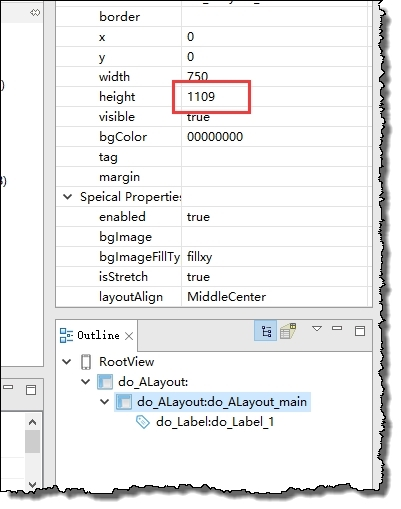 border
x 0
y 0
width 750
height 1109
visible true
bgColor 00000000
tag
margin
Speical Properties
enabled true
bgImage
bgImageFillTy fillxy
isStretch true
layoutAlign MiddleCenter
Outline
RootView
do_ALayout:
do_ALayout:do_ALayout_main
do_Label:do_Label_1